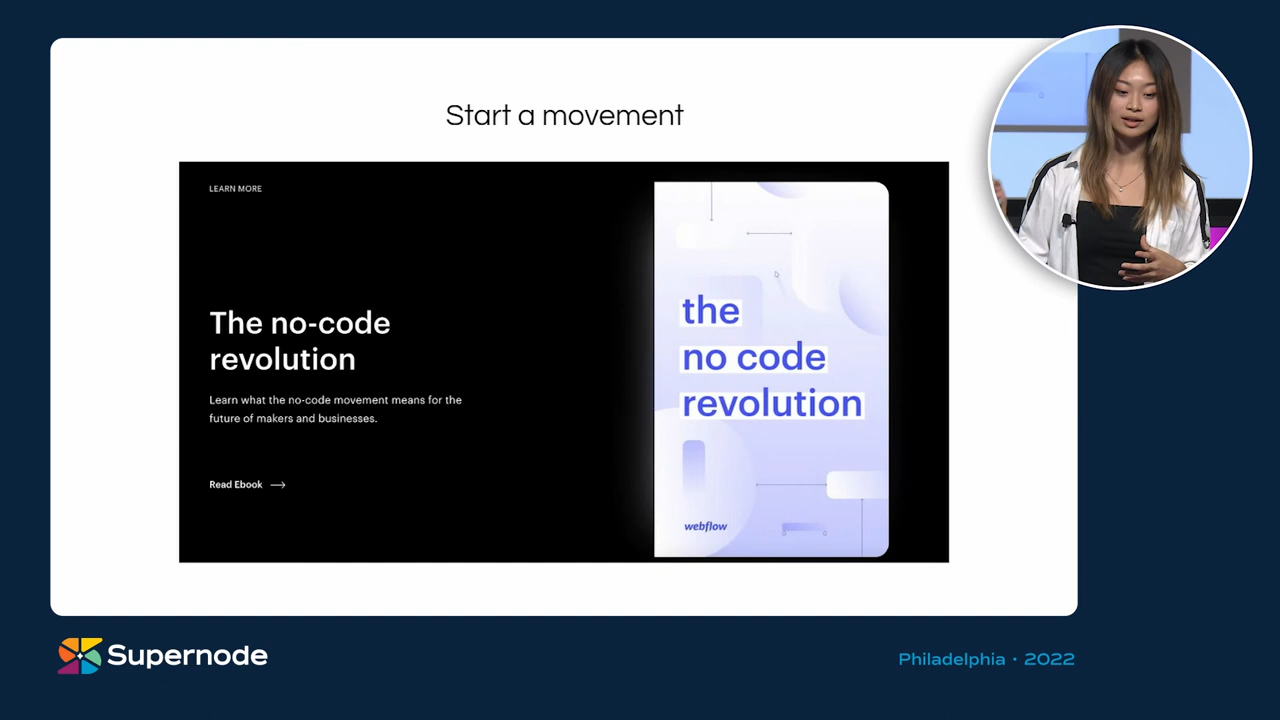 Start a movement
LEARN MORE
The no-code
revolution
Learn what the no-code movement means for the
future of makers and businesses.
Read Ebook
the
no code
revolution
webflow
Supernode
Philadelphia · 2022